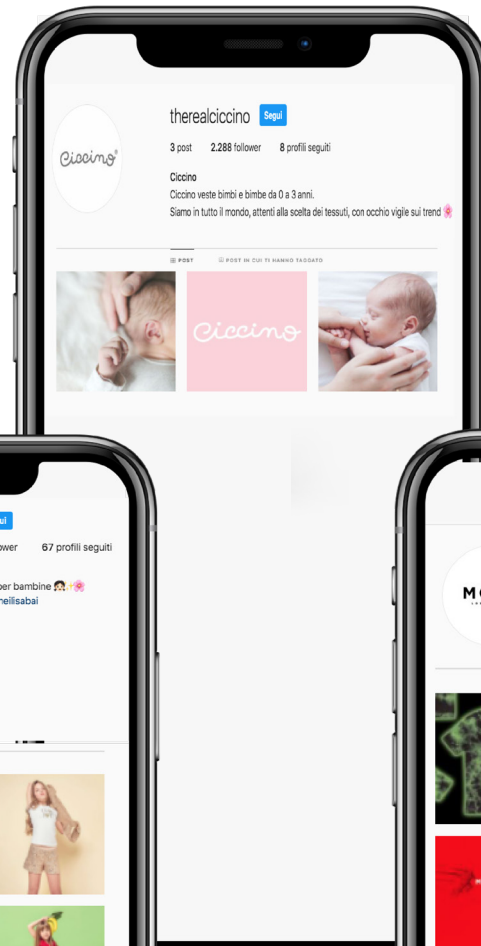 therealciccino Segui
3 post 2.288 follower 8 profili seguiti
Ciccino®
Ciccino
Ciccino veste bimbi e bimbe da 0 a 3 anni.
Siamo in tutto il mondo, attenti alla scelta dei tessuti, con occhio vigile sui trend 🌸
POST POST IN CUI TI HANNO TAGGATO
Ciccino
ui
ower 67 profili seguiti
per bambine 👧🏻✨🌸
neilisabai